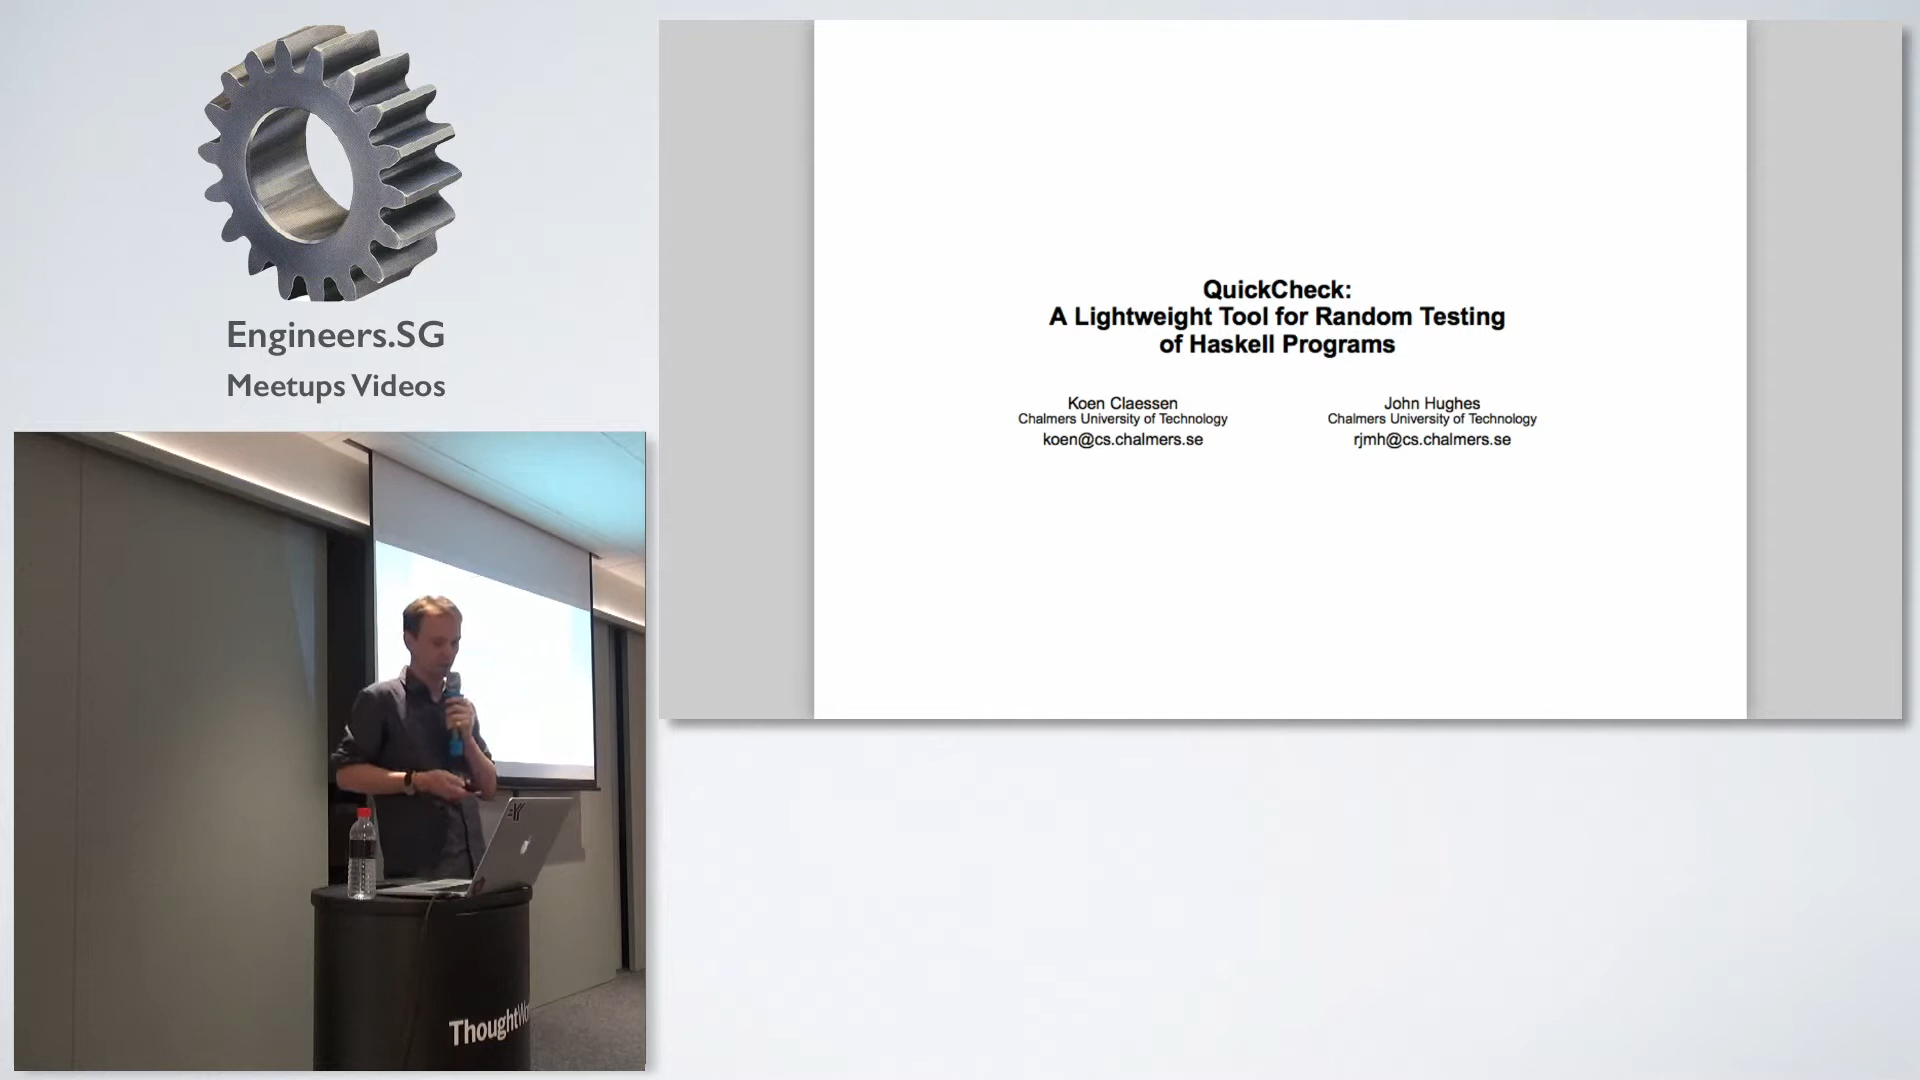 Engineers.SG
Meetups Videos
QuickCheck:
A Lightweight Tool for Random Testing
of Haskell Programs
Koen Claessen
Chalmers University of Technology
koen@cs.chalmers.se
John Hughes
Chalmers University of Technology
rjmh@cs.chalmers.se
ThoughtWo